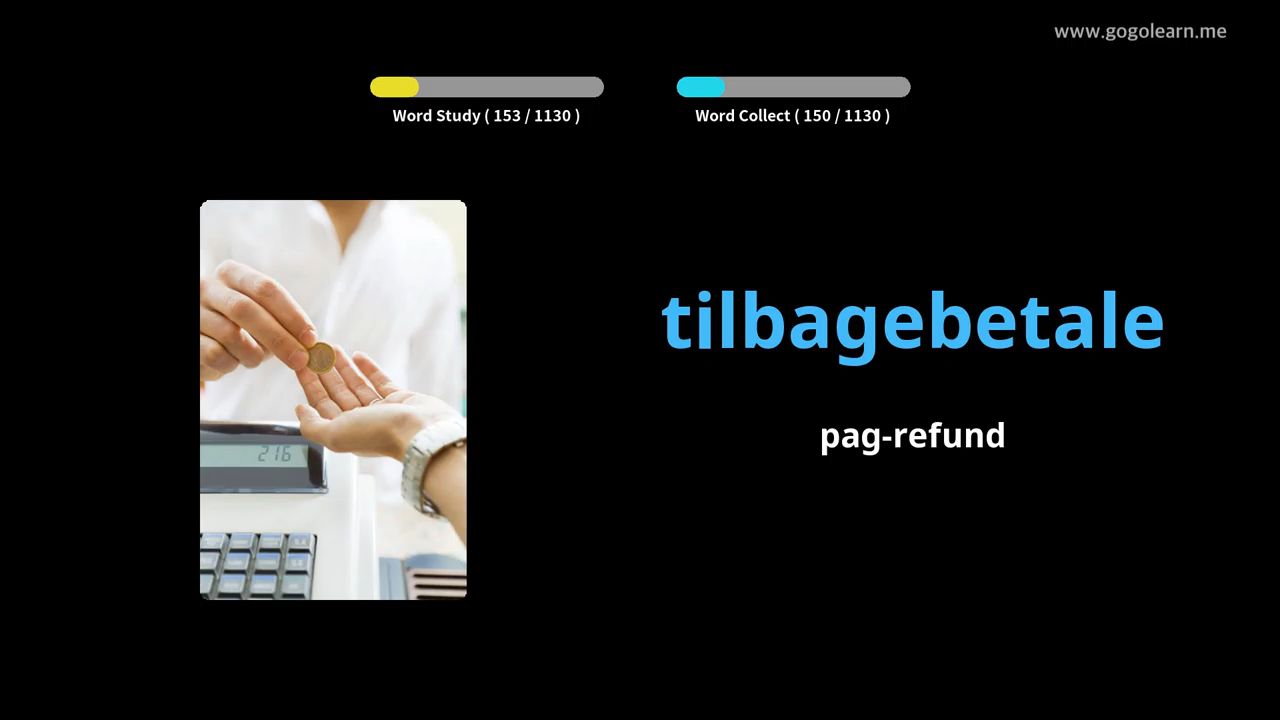 www.gogolearn.me
Word Study ( 153 / 1130 )
Word Collect ( 150 / 1130 )
tilbagebetale
pag-refund
216